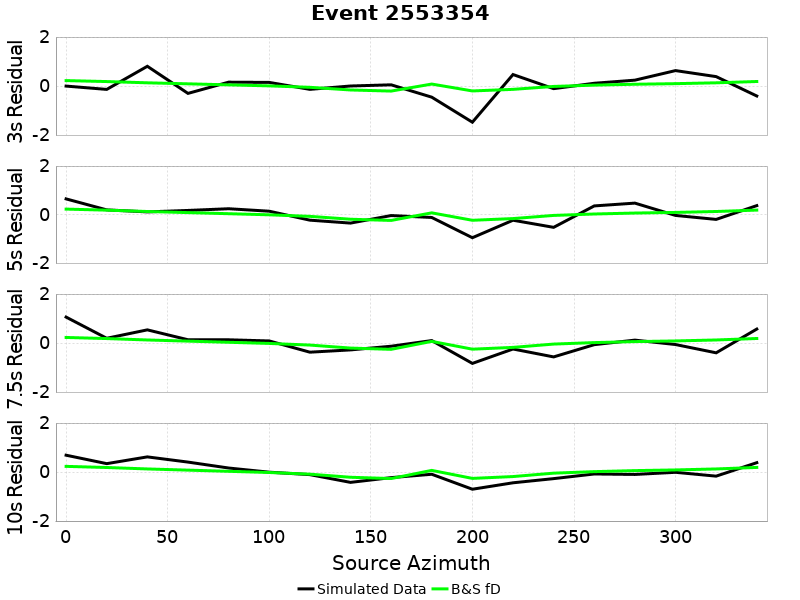 Event 2553354
3s Residual
2
0
-2
5s Residual
2
0
-2
7.5s Residual
2
0
-2
10s Residual
2
0
-2
0 50 100 150 200 250 300
Source Azimuth
Simulated Data B&S fD